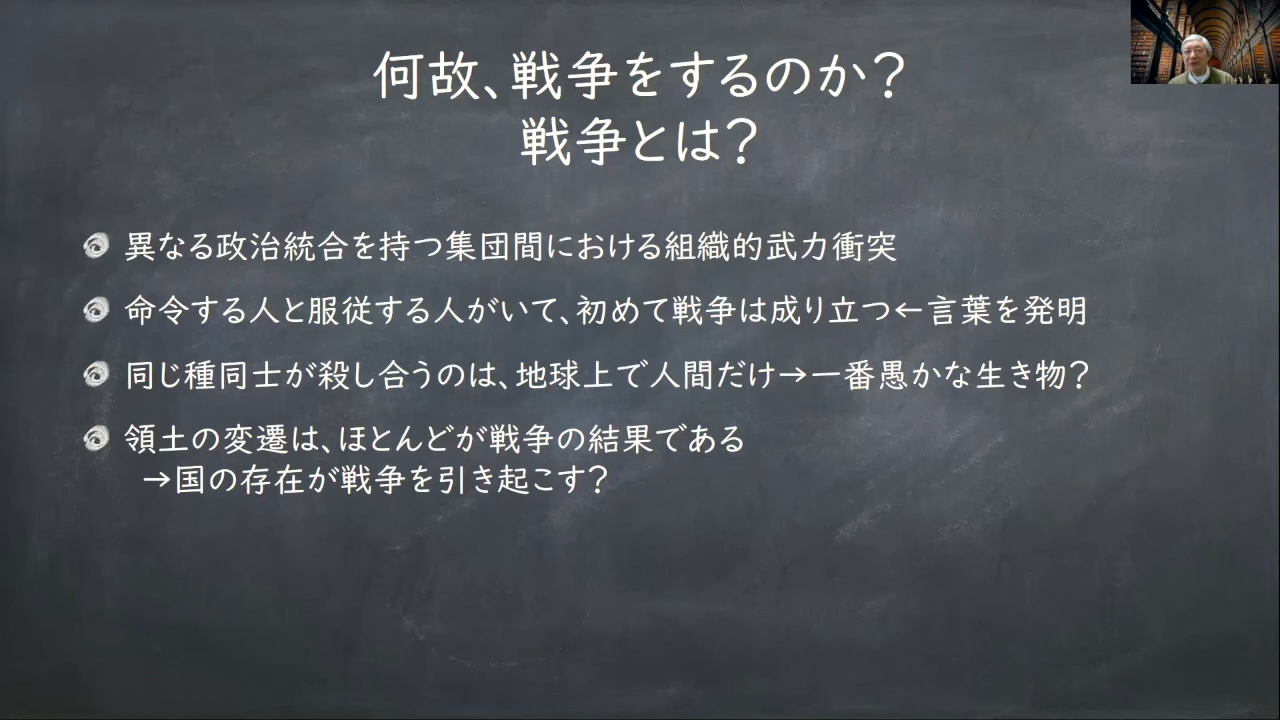 何故、戦争をするのか？
戦争とは？
異なる政治統合を持つ集団間における組織的武力衝突
命令する人と服従する人がいて、初めて戦争は成り立つ←言葉を発明
同じ種同士が殺し合うのは、地球上で人間だけ→一番愚かな生き物？
領土の変遷は、ほとんどが戦争の結果である
→国の存在が戦争を引き起こす？